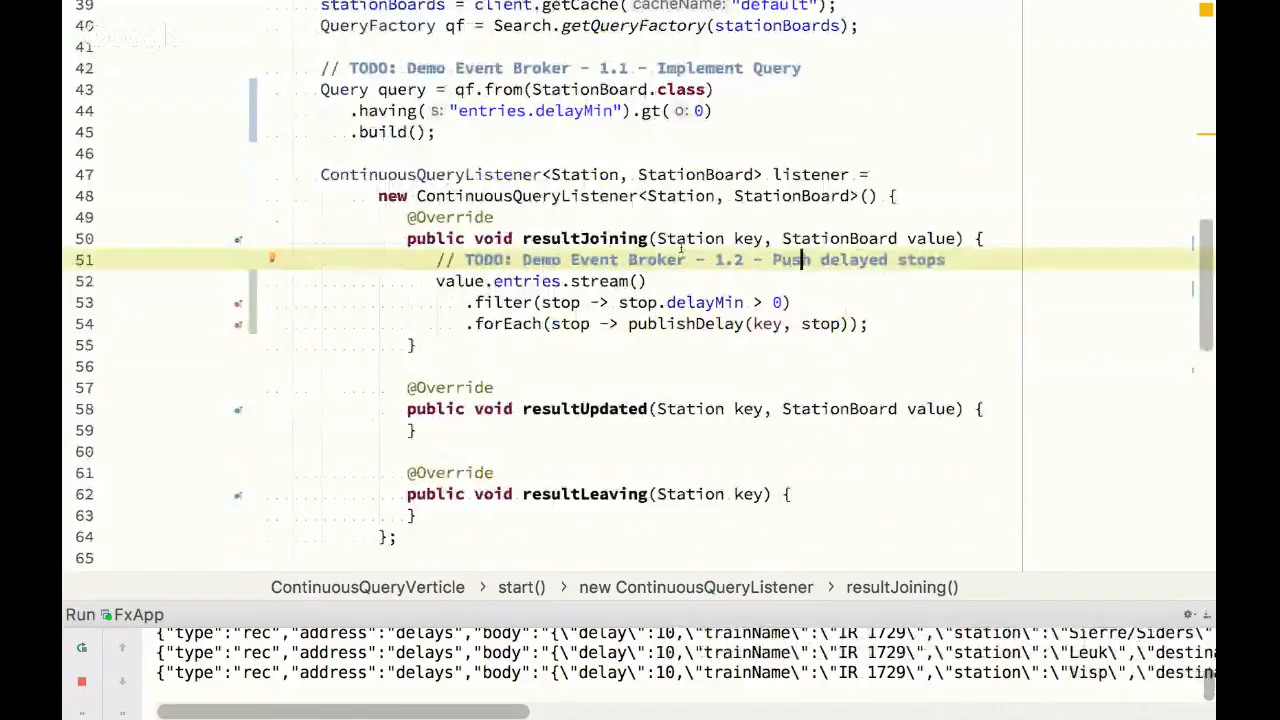 39 stationBoards = client.getCache( cacheName: "default");
40 QueryFactory qf = Search.getQueryFactory(stationBoards);
Google
41
42 // TODO: Demo Event Broker - 1.1 - Implement Query
43 Query query = qf.from(StationBoard.class)
44 .having( s: "entries.delayMin").gt( o: 0)
45 .build();
46
47 ContinuousQueryListener<Station, StationBoard> listener =
48 new ContinuousQueryListener<Station, StationBoard>() {
49 @Override
50 public void resultJoining(Station key, StationBoard value) {
51 // TODO: Demo Event Broker - 1.2 - Push delayed stops
52 value.entries.stream()
53 .filter(stop -> stop.delayMin > 0)
54 .forEach(stop -> publishDelay(key, stop));
55 }
56
57 @Override
58 public void resultUpdated(Station key, StationBoard value) {
59 }
60
61 @Override
62 public void resultLeaving(Station key) {
63 }
64 };
65
ContinuousQueryVerticle > start() > new ContinuousQueryListener > resultJoining()
Run FxApp
{"type":"rec","address":"delays","body":"{\"delay\":10,\"trainName\":\"IR 1729\",\"station\":\"Sierre/Siders\"
{"type":"rec","address":"delays","body":"{\"delay\":10,\"trainName\":\"IR 1729\",\"station\":\"Leuk\",\"destina
{"type":"rec","address":"delays","body":"{\"delay\":10,\"trainName\":\"IR 1729\",\"station\":\"Visp\",\"destina